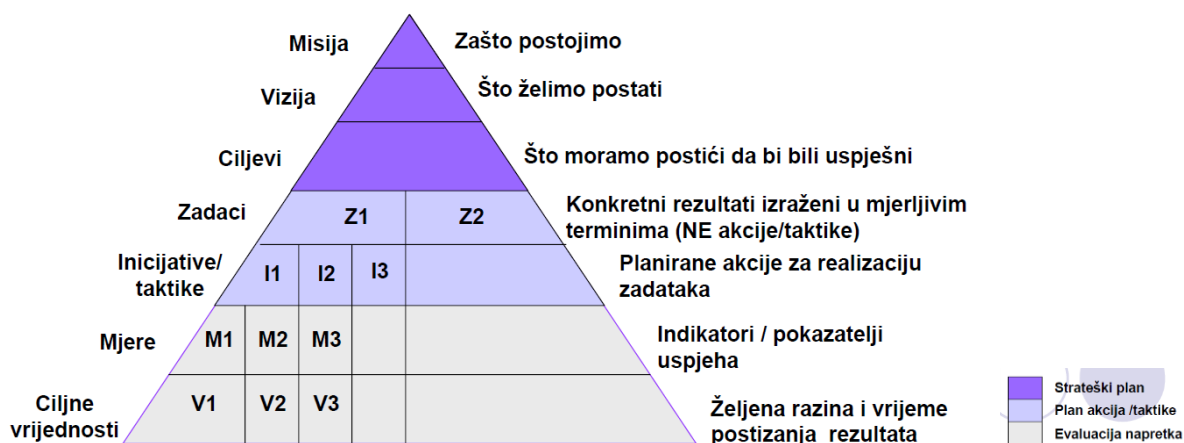 Misija
Zašto postojimo
Vizija
Što želimo postati
Ciljevi
Što moramo postići da bi bili uspješni
Zadaci
Z1
Z2
Konkretni rezultati izraženi u mjerljivim
terminima (NE akcije/taktike)
Inicijative/
taktike
I1
I2
I3
Planirane akcije za realizaciju
zadataka
Mjere
M1
M2
M3
Indikatori / pokazatelji
uspjeha
Ciljne
vrijednosti
V1
V2
V3
Željena razina i vrijeme
postizanja rezultata
Strateški plan
Plan akcija /taktike
Evaluacija napretka